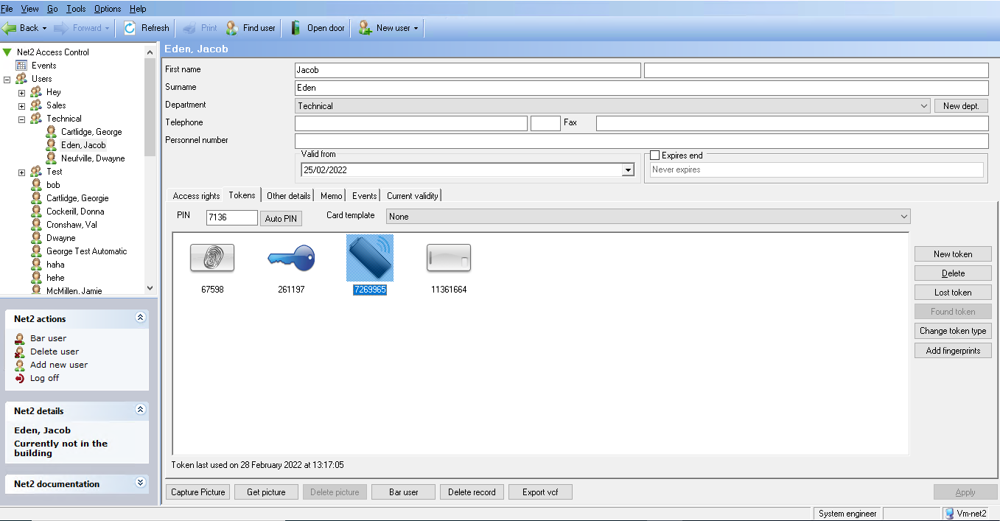 File View Go Tools Options Help
Back Forward Refresh Print Find user Open door New user
Net2 Access Control
Events
Users
Hey
Sales
Technical
Cartlidge, George
Eden, Jacob
Neufville, Dwayne
Test
bob
Cartlidge, Georgie
Cockerill, Donna
Cronshaw, Val
Dwayne
George Test Automatic
haha
hehe
McMillen, Jamie
Net2 actions
Bar user
Delete user
Add new user
Log off
Net2 details
Eden, Jacob
Currently not in the
building
Net2 documentation
Eden, Jacob
First name Jacob
Surname Eden
Department Technical New dept.
Telephone Fax
Personnel number
Valid from Expires end
25/02/2022 Never expires
Access rights Tokens Other details Memo Events Current validity
PIN 7136 Auto PIN Card template None
67598 261197 7269965 11361664
New token
Delete
Lost token
Found token
Change token type
Add fingerprints
Token last used on 28 February 2022 at 13:17:05
Capture Picture Get picture Delete picture Bar user Delete record Export vcf Apply
System engineer Vm-net2